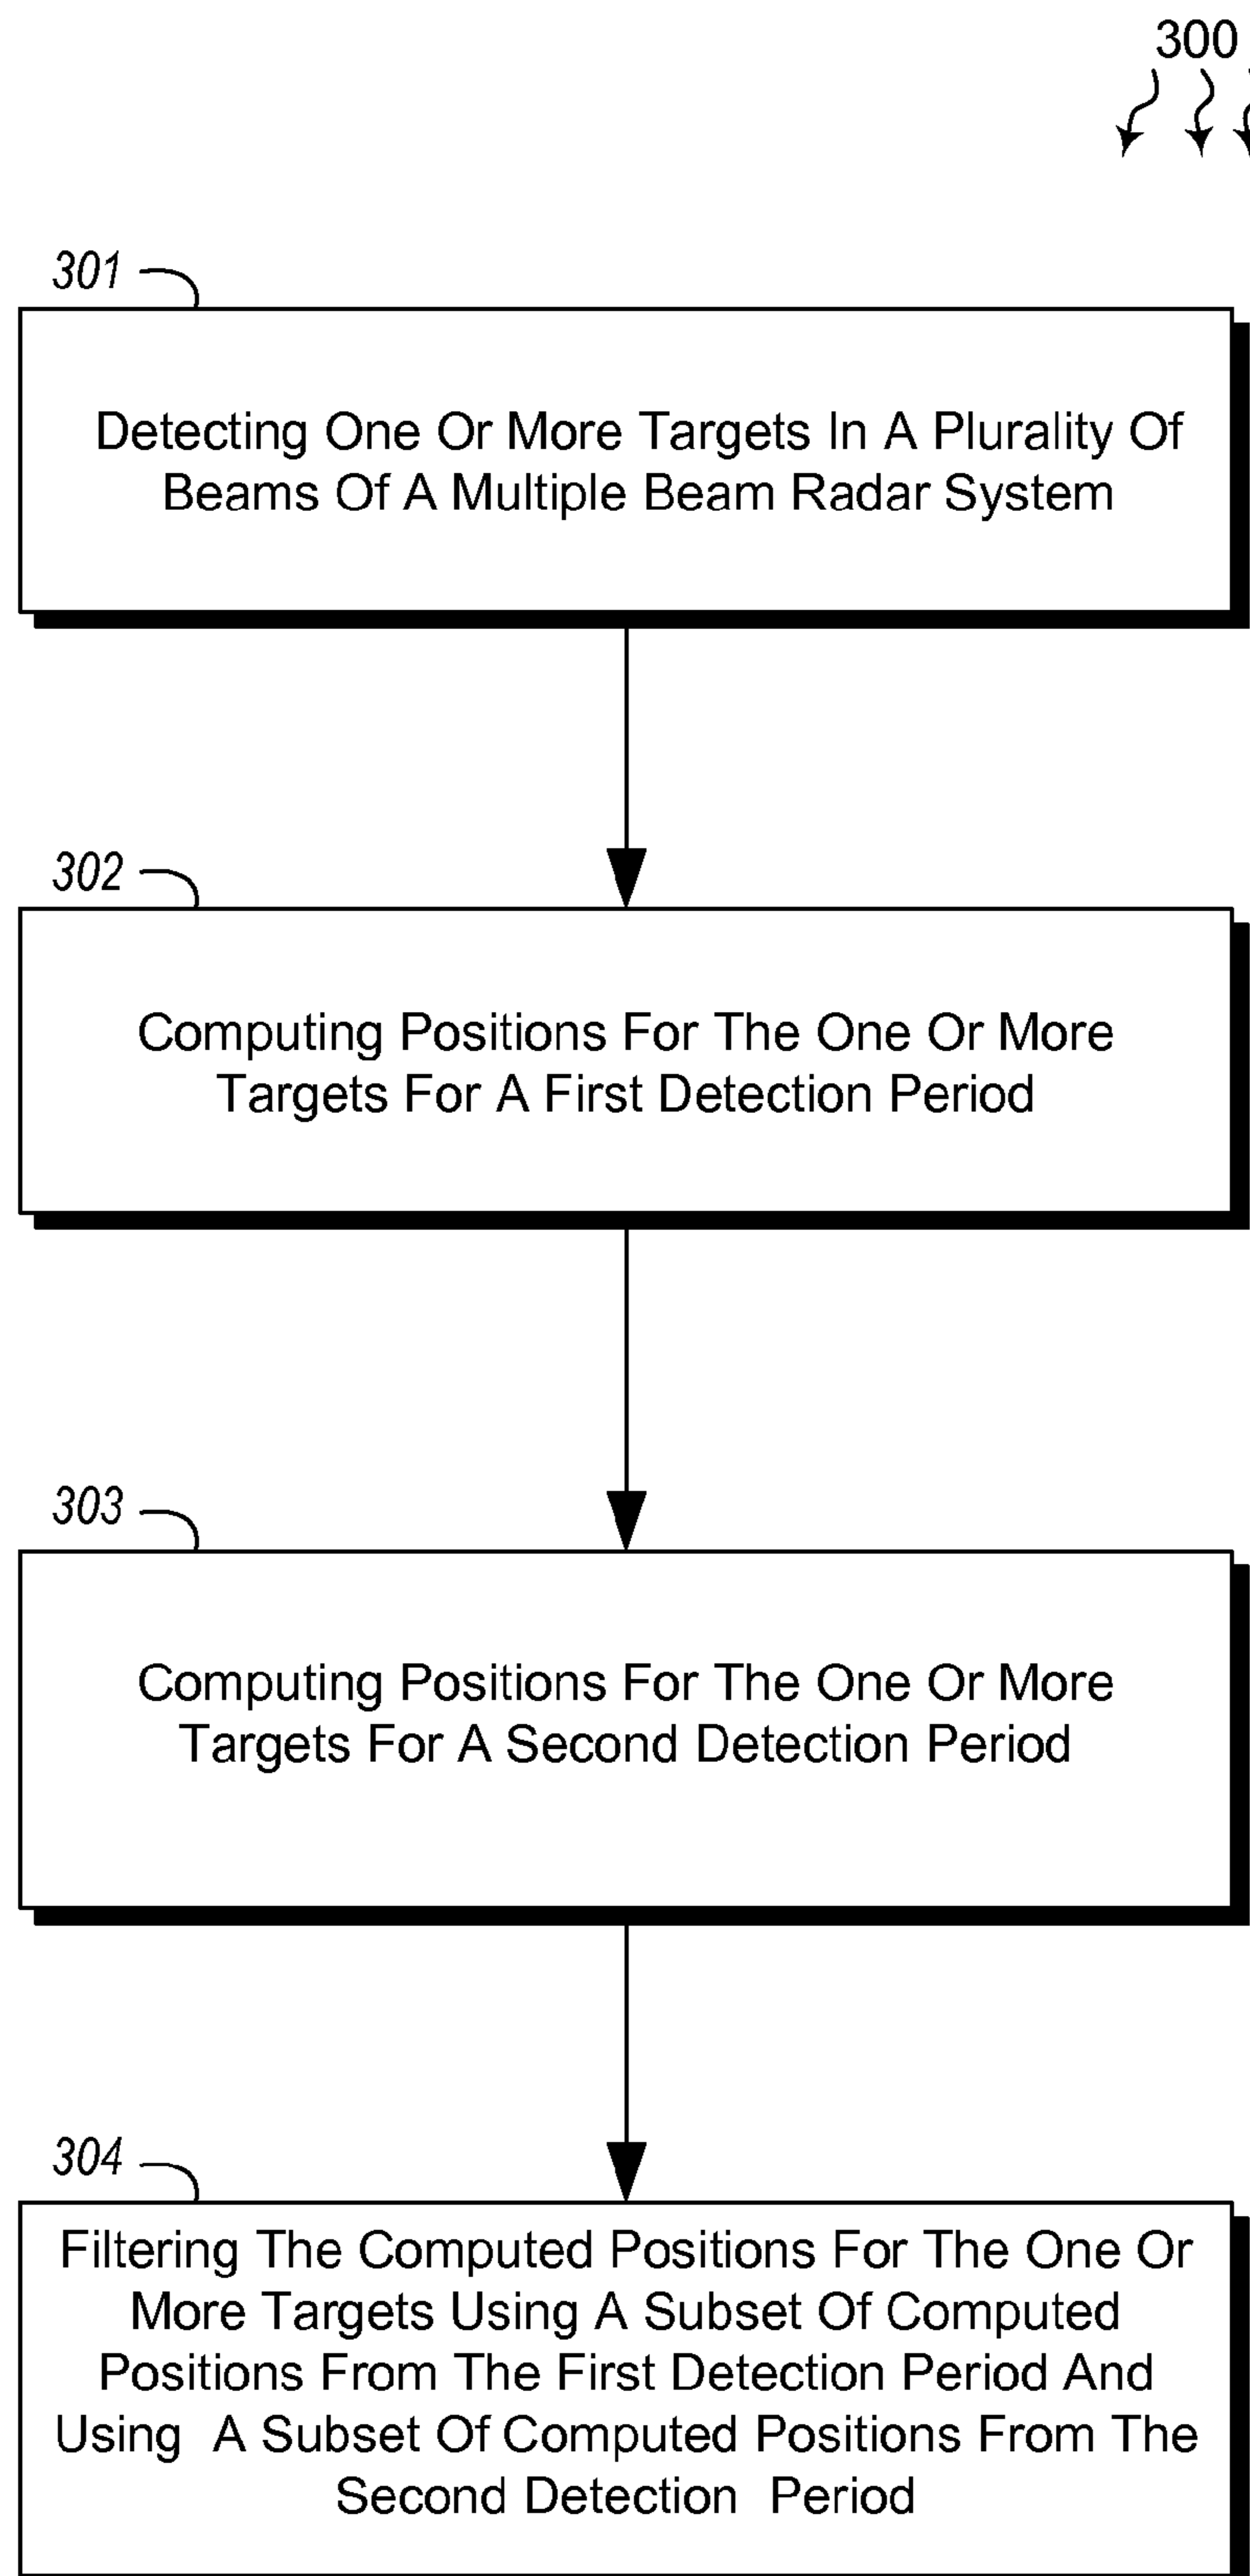 300
301
Detecting One Or More Targets In A Plurality Of
Beams Of A Multiple Beam Radar System
302
Computing Positions For The One Or More
Targets For A First Detection Period
303
Computing Positions For The One Or More
Targets For A Second Detection Period
304
Filtering The Computed Positions For The One Or
More Targets Using A Subset Of Computed
Positions From The First Detection Period And
Using A Subset Of Computed Positions From The
Second Detection Period